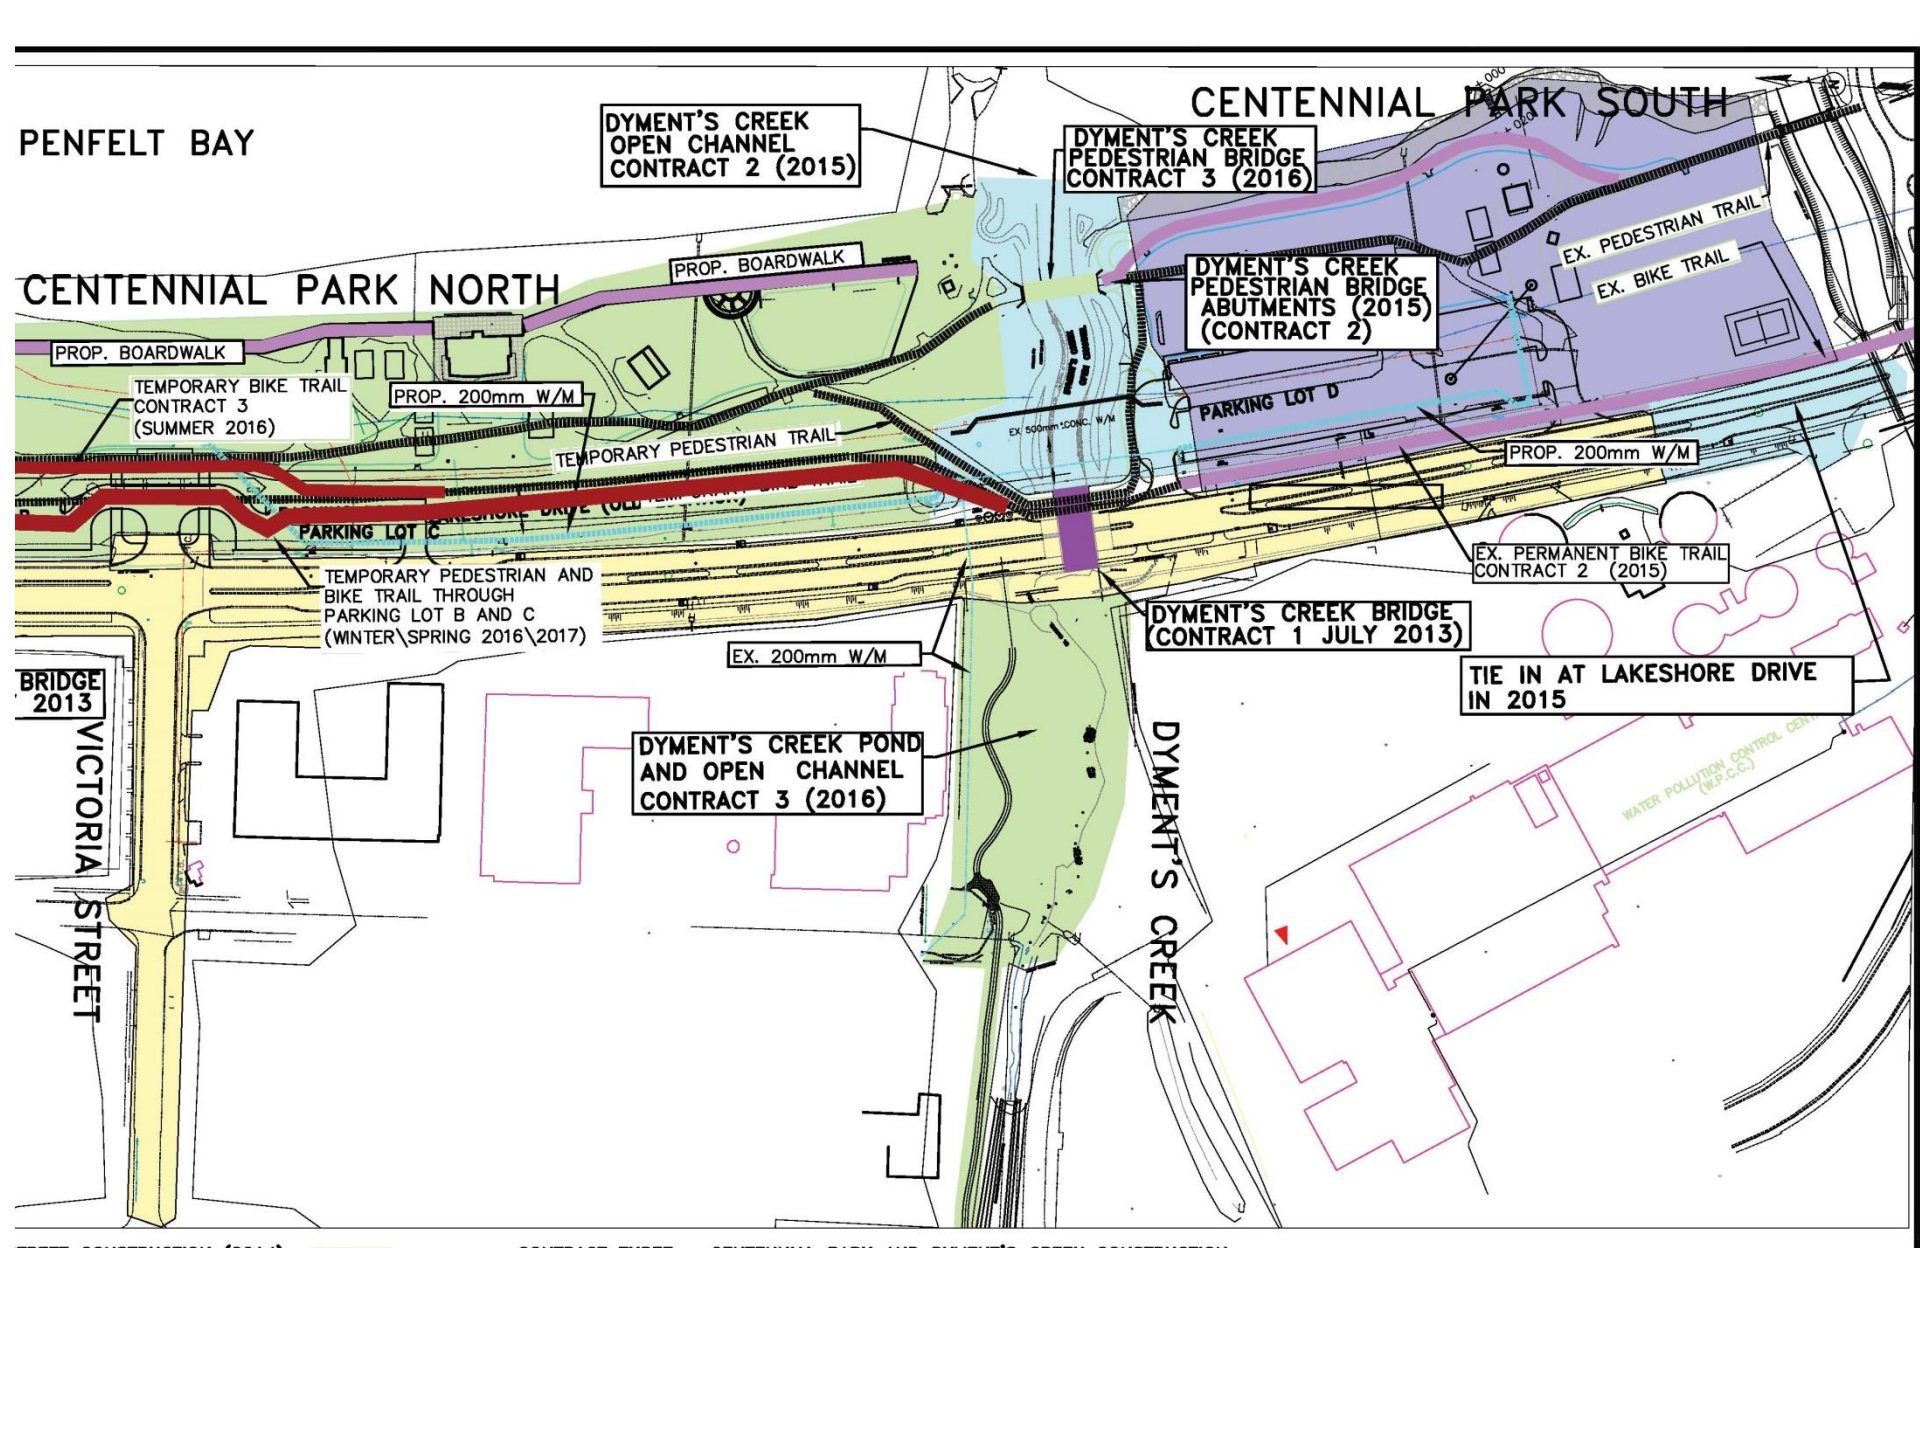 PENFELT BAY
CENTENNIAL PARK SOUTH
DYMENT'S CREEK
OPEN CHANNEL
CONTRACT 2 (2015)
DYMENT'S CREEK
PEDESTRIAN BRIDGE
CONTRACT 3 (2016)
EX. PEDESTRIAN TRAIL
EX. BIKE TRAIL
CENTENNIAL PARK NORTH
PROP. BOARDWALK
DYMENT'S CREEK
PEDESTRIAN BRIDGE
ABUTMENTS (2015)
(CONTRACT 2)
PROP. BOARDWALK
TEMPORARY BIKE TRAIL
CONTRACT 3
(SUMMER 2016)
PROP. 200mm W/M
TEMPORARY PEDESTRIAN TRAIL
EX 500mm CONC. W/M
PARKING LOT D
PROP. 200mm W/M
PARKING LOT C
TEMPORARY PEDESTRIAN AND
BIKE TRAIL THROUGH
PARKING LOT B AND C
(WINTER\SPRING 2016\2017)
EX. PERMANENT BIKE TRAIL
CONTRACT 2 (2015)
DYMENT'S CREEK BRIDGE
(CONTRACT 1 JULY 2013)
EX. 200mm W/M
TIE IN AT LAKESHORE DRIVE
IN 2015
BRIDGE
2013
VICTORIA STREET
DYMENT'S CREEK POND
AND OPEN CHANNEL
CONTRACT 3 (2016)
DYMENT'S CREEK
WATER POLLUTION CONTROL
(W.P.C.C.)